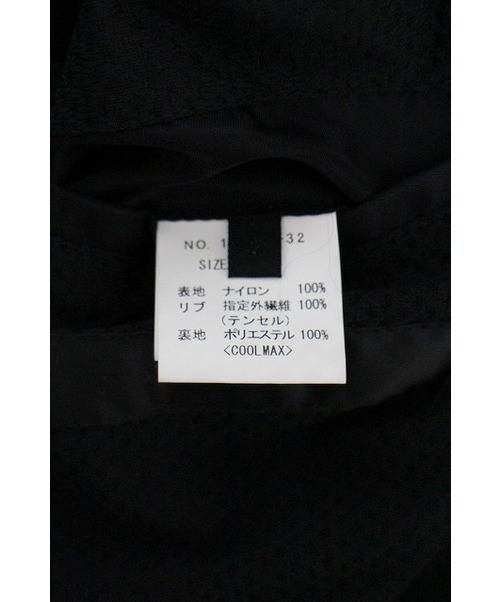 NO. 1 -32
SIZE
表地 ナイロン 100%
リブ 指定外繊維 100%
(テンセル)
裏地 ポリエステル 100%
<COOLMAX>